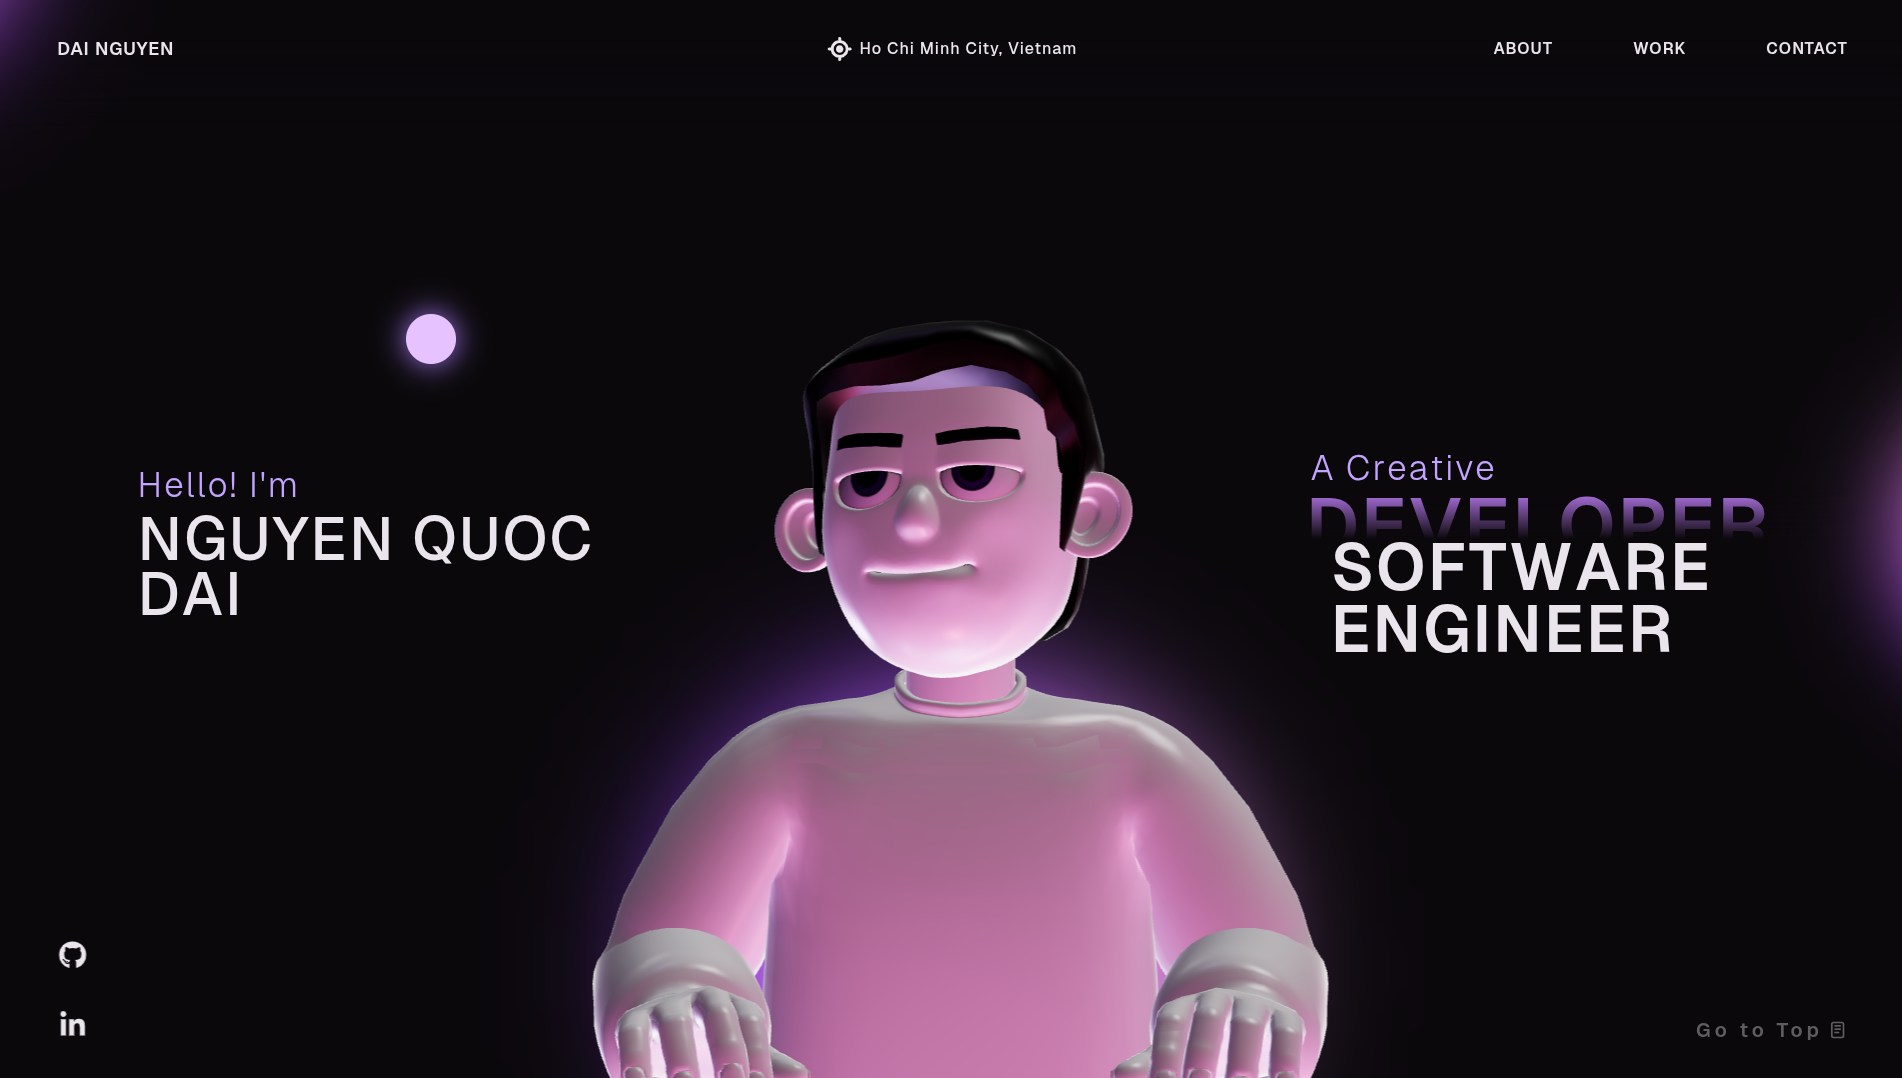 DAI NGUYEN
Ho Chi Minh City, Vietnam
ABOUT
WORK
CONTACT
Hello! I'm
NGUYEN QUOC
DAI
A Creative
DEVELOPER
SOFTWARE
ENGINEER
in
Go to Top